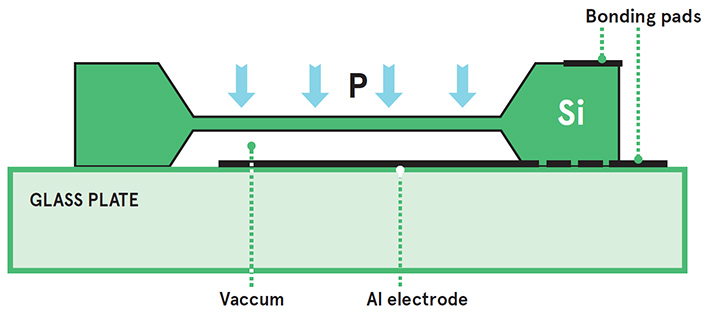 Bonding pads
P
Si
GLASS PLATE
Vaccum
Al electrode